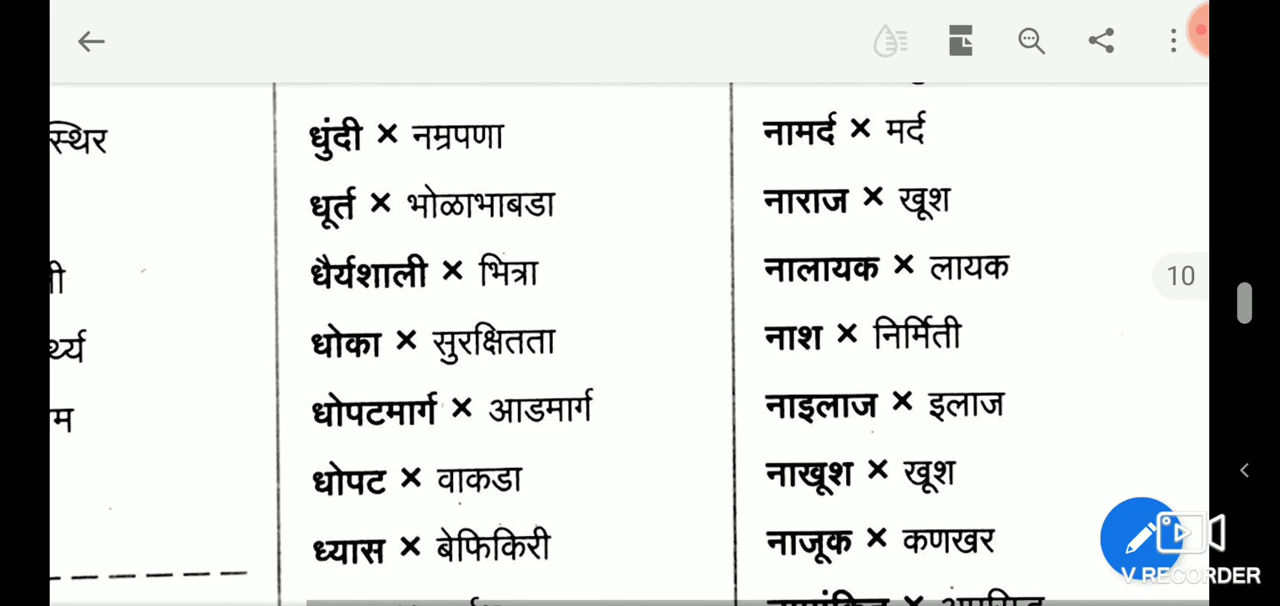 स्थिर
धुंदी × नम्रपणा
धूर्त × भोळाभाबडा
धैर्यशाली × भित्रा
धोका × सुरक्षितता
धोपटमार्ग × आडमार्ग
धोपट × वाकडा
ध्यास × बेफिकिरी
नामर्द × मर्द
नाराज × खूश
नालायक × लायक
नाश × निर्मिती
नाइलाज × इलाज
नाखूश × खूश
नाजूक × कणखर
10
V RECORDER